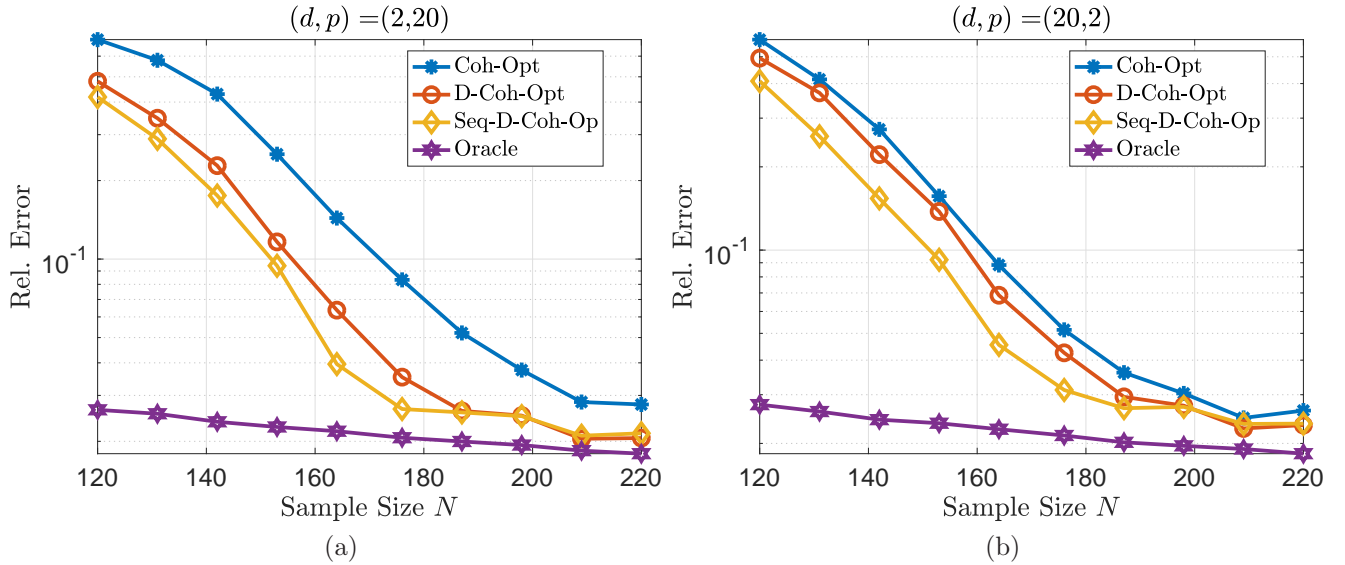 (d, p) =(2,20)
Rel. Error
10⁻¹
Coh-Opt
D-Coh-Opt
Seq-D-Coh-Op
Oracle
120 140 160 180 200 220
Sample Size N
(a)
(d, p) =(20,2)
Rel. Error
10⁻¹
Coh-Opt
D-Coh-Opt
Seq-D-Coh-Op
Oracle
120 140 160 180 200 220
Sample Size N
(b)